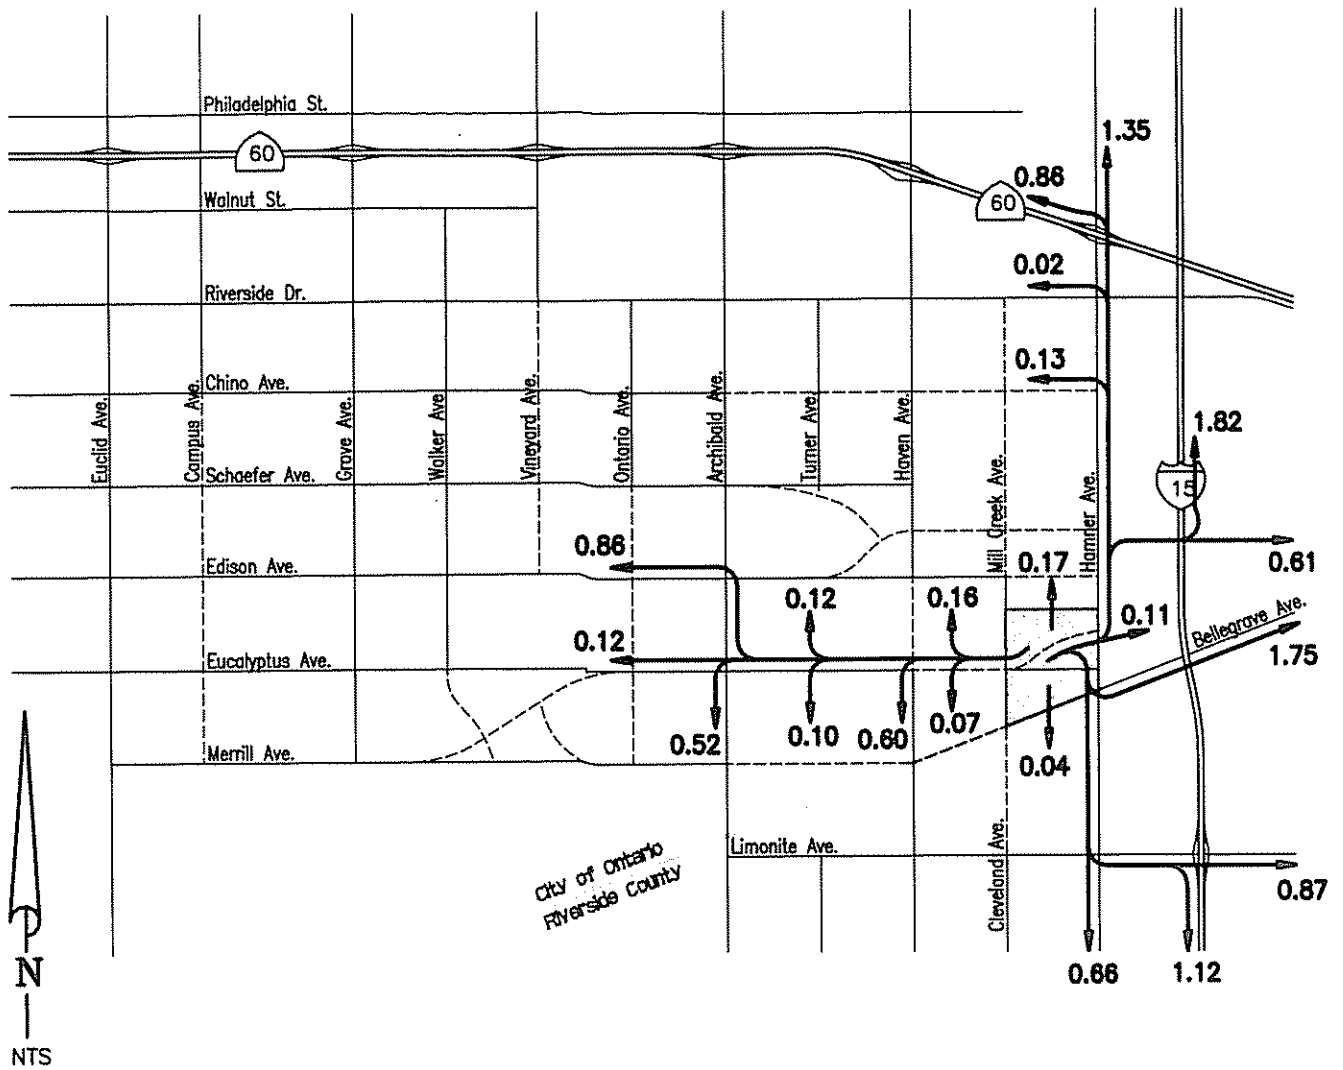 Philadelphia St.
1.35
60
0.86
Walnut St.
60
0.02
Riverside Dr.
0.13
Chino Ave.
Euclid Ave.
Campus Ave.
Grove Ave.
Walker Ave
Vineyard Ave.
Ontario Ave.
Archibald Ave.
Turner Ave.
Haven Ave.
Mill Creek Ave.
Hamner Ave.
1.82
Schaefer Ave.
15
0.86
Edison Ave.
0.17
0.61
0.12
0.16
0.11
Bellegrave Ave.
0.12
Eucalyptus Ave.
1.75
0.52
0.10
0.60
0.07
0.04
Merrill Ave.
Limonite Ave.
Cleveland Ave.
City of Ontario
Riverside County
0.87
0.66
1.12
N
NTS